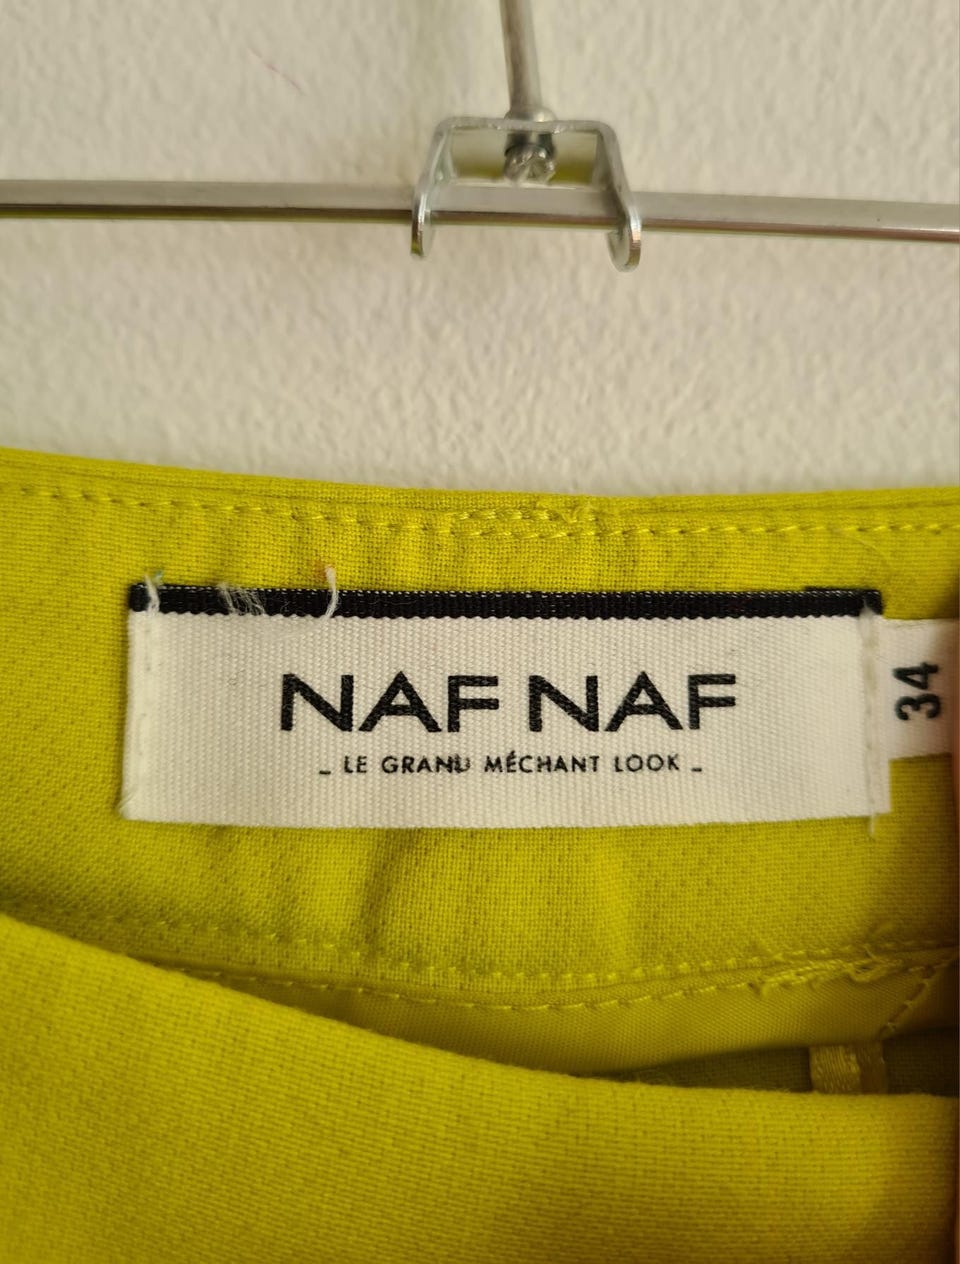 NAF NAF
_ LE GRAND MÉCHANT LOOK _
34